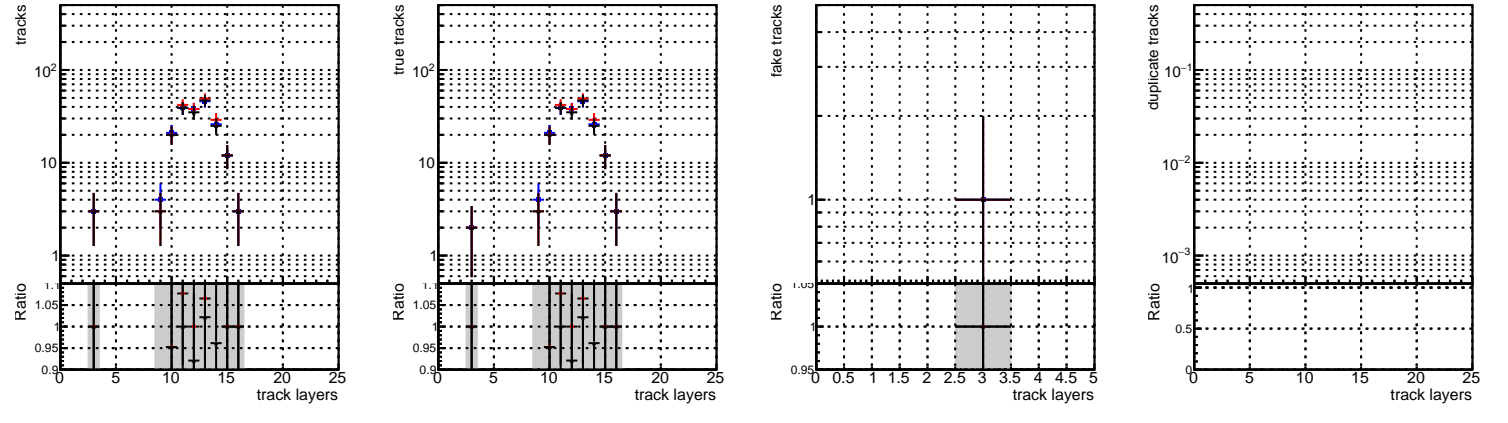 tracks
10²
10
1
Ratio
1.1
1.05
1
0.95
0.9
0 5 10 15 20 25
track layers
true tracks
10²
10
1
Ratio
1.1
1.05
1
0.95
0.9
0 5 10 15 20 25
track layers
fake tracks
1
Ratio
1.05
1
0.95
0 0.5 1 1.5 2 2.5 3 3.5 4 4.5 5
track layers
duplicate tracks
10⁻¹
10⁻²
10⁻³
Ratio
1
0.5
0
0 5 10 15 20 25
track layers